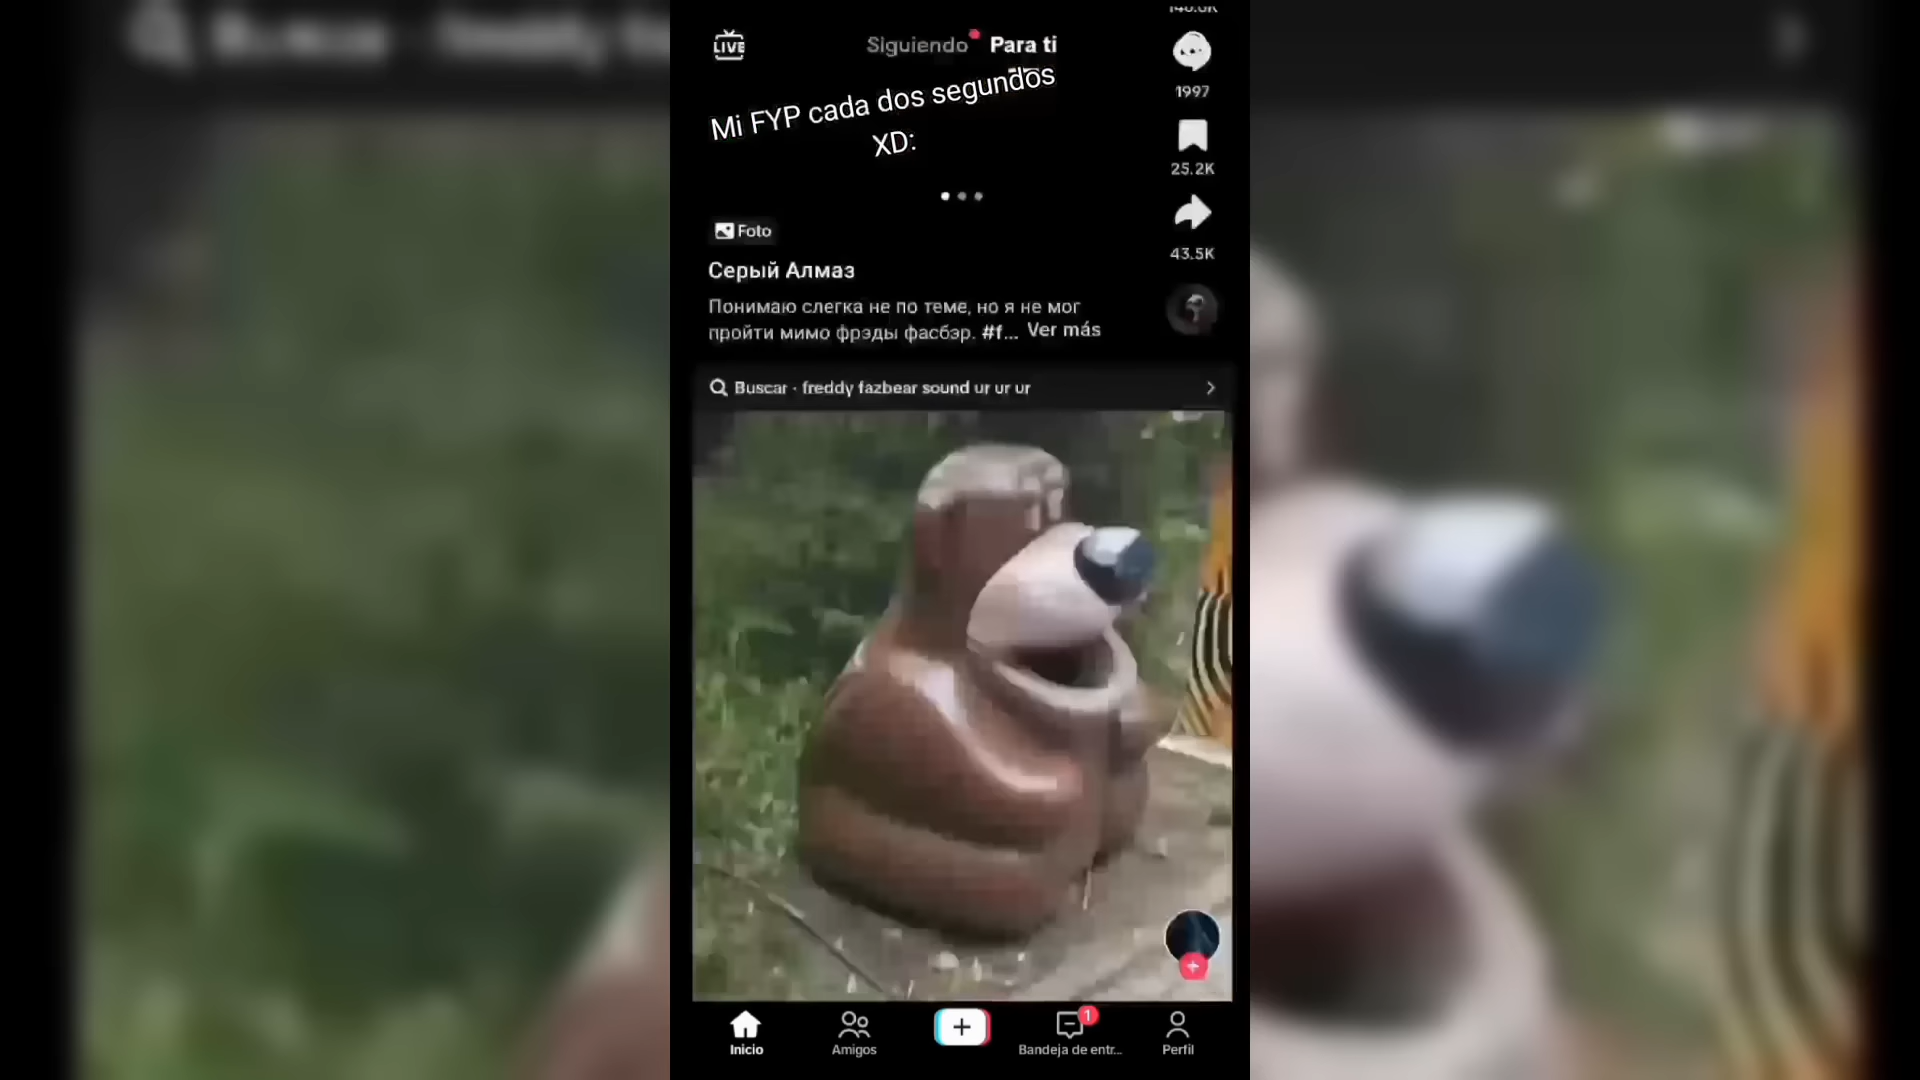 LIVE
Siguiendo
Para ti
Mi FYP cada dos segundos
XD:
1997
25.2K
43.5K
Foto
Серый Алмаз
Понимаю слегка не по теме, но я не мог
пройти мимо фрэды фасбэр. #f... Ver más
Buscar · freddy fazbear sound ur ur ur
Inicio
Amigos
1
Bandeja de entr...
Perfil